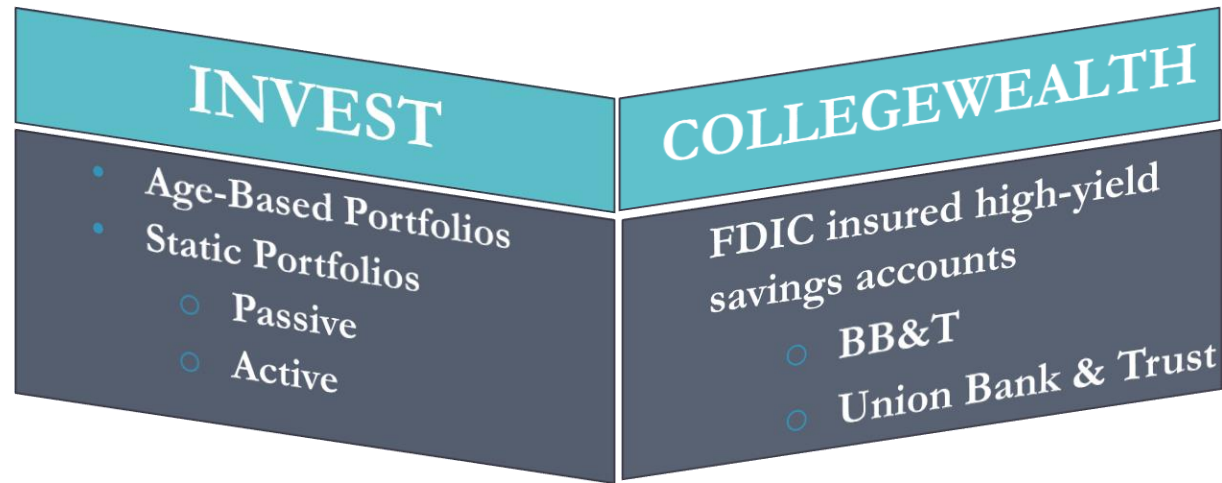 INVEST
• Age-Based Portfolios
• Static Portfolios
○ Passive
○ Active
COLLEGEWEALTH
FDIC insured high-yield
savings accounts
○ BB&T
○ Union Bank & Trust